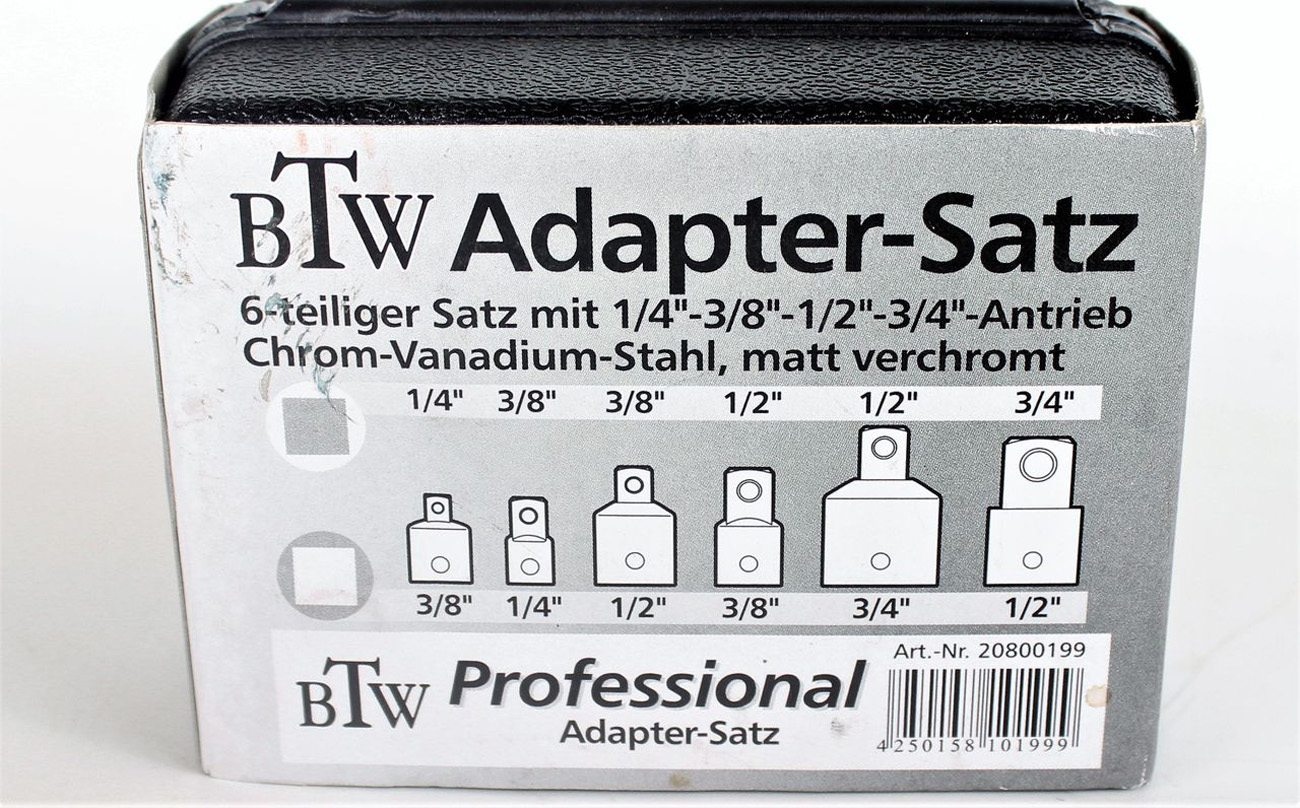 BTW Adapter-Satz
6-teiliger Satz mit 1/4"-3/8"-1/2"-3/4"-Antrieb
Chrom-Vanadium-Stahl, matt verchromt
1/4" 3/8" 3/8" 1/2" 1/2" 3/4"
3/8" 1/4" 1/2" 3/8" 3/4" 1/2"
Art.-Nr. 20800199
BTW Professional
Adapter-Satz
4 250158 101999